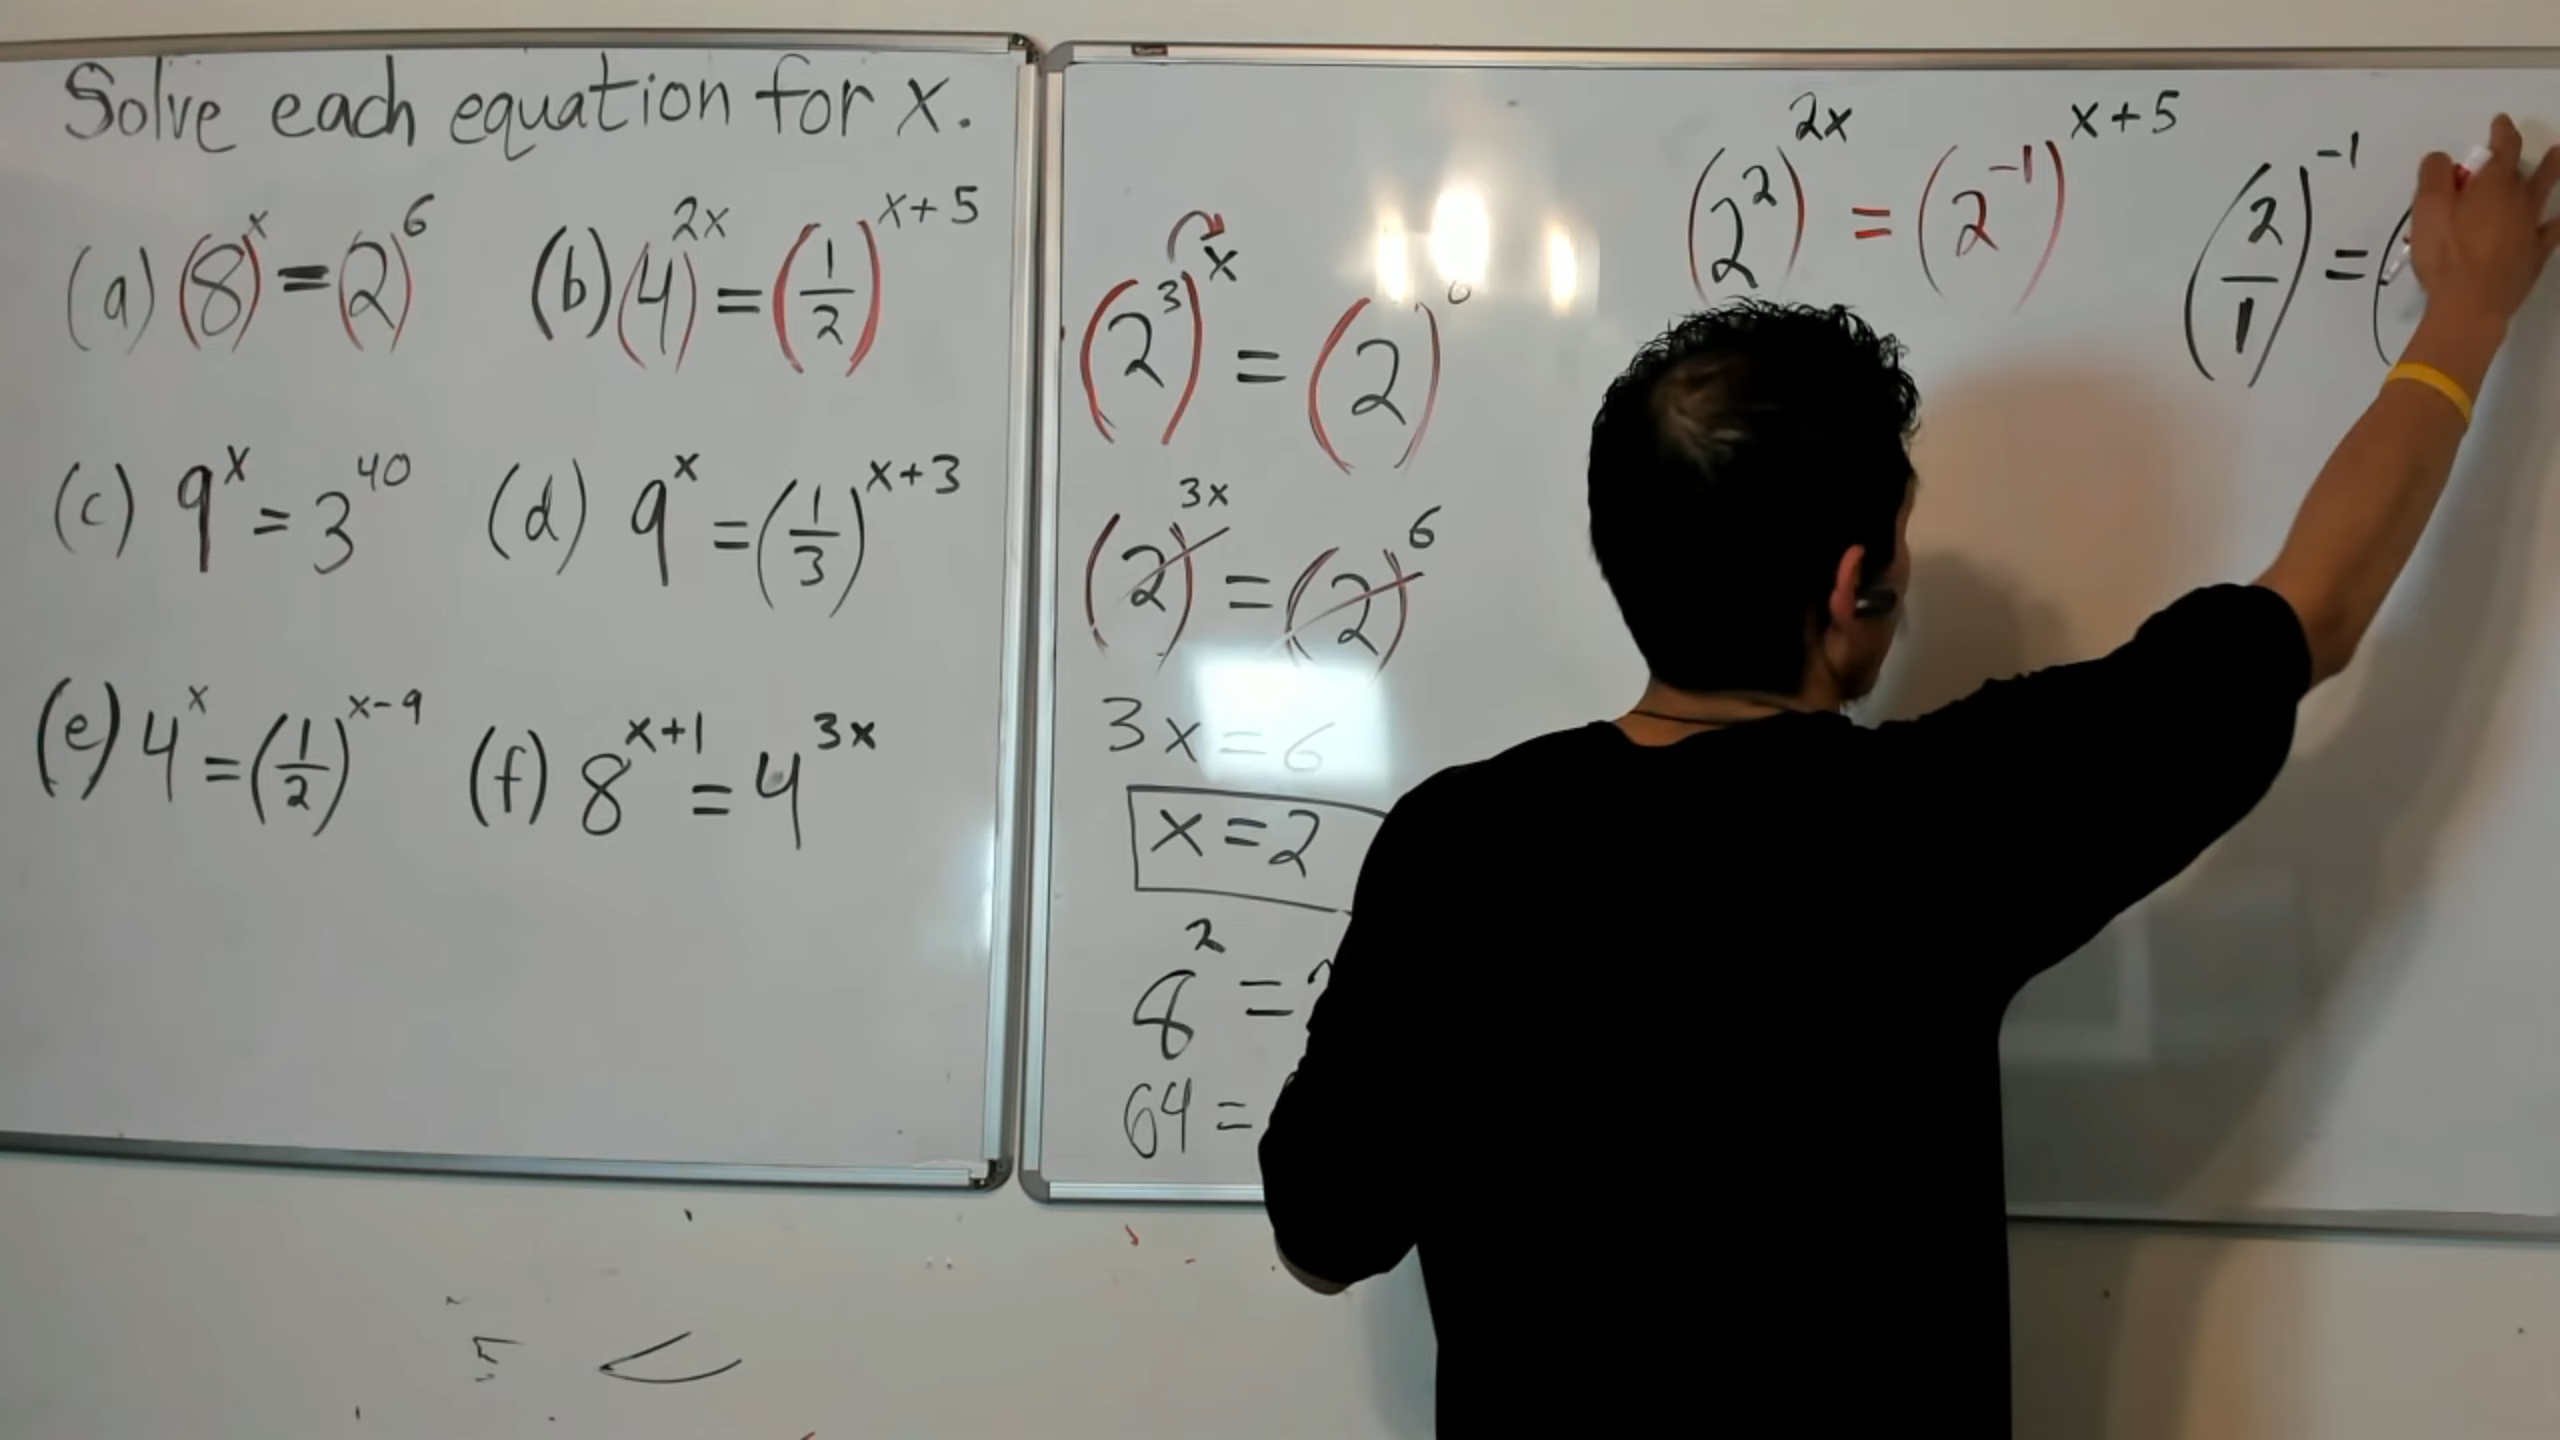 Solve each equation for x.
(a) (8)^x = (2)^6
(b) (4)^2x = (1/2)^x+5
(c) 9^x = 3^40
(d) 9^x = (1/3)^x+3
(e) 4^x = (1/2)^x-9
(f) 8^x+1 = 4^3x
(2^3)^x = (2)^6
(2)^3x = (2)^6
3x = 6
x = 2
8^2 =
64 =
(2^2)^2x = (2^-1)^x+5
(2/1)^-1 = (
5 <